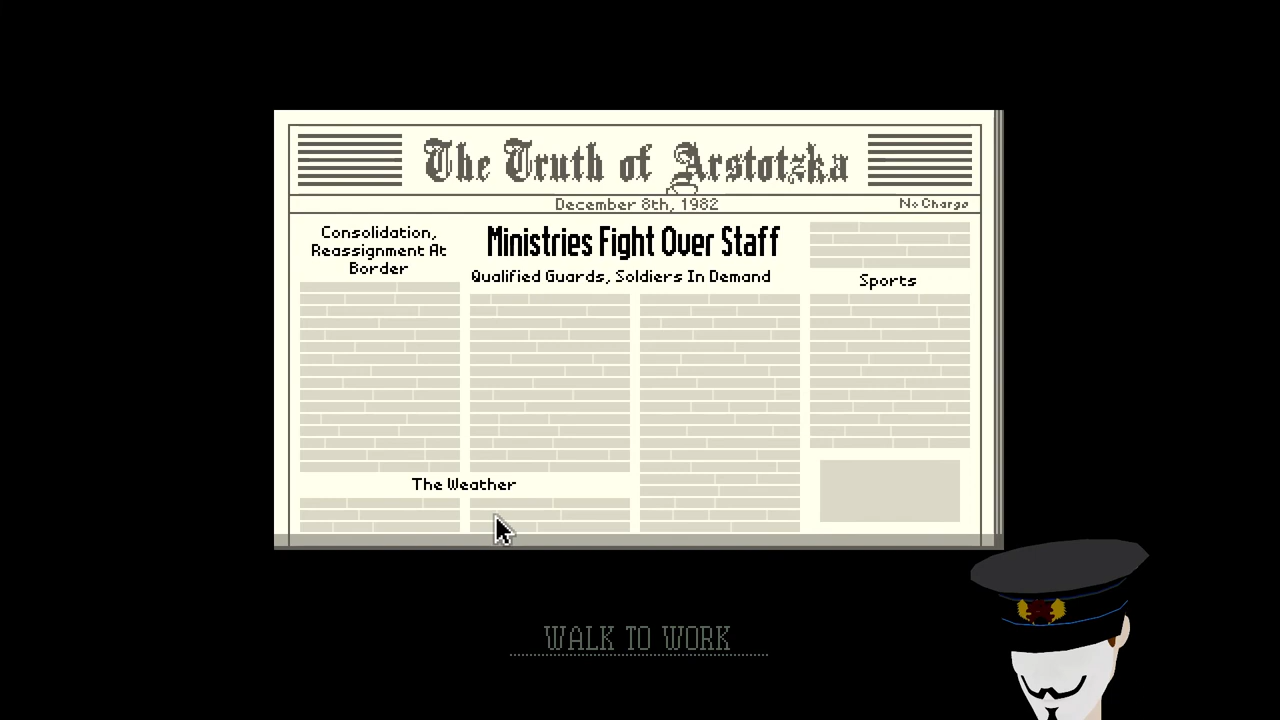 The Truth of Arstotzka
December 8th, 1982
No Charge
Consolidation,
Reassignment At
Border
Ministries Fight Over Staff
Qualified Guards, Soldiers In Demand
Sports
The Weather
WALK TO WORK